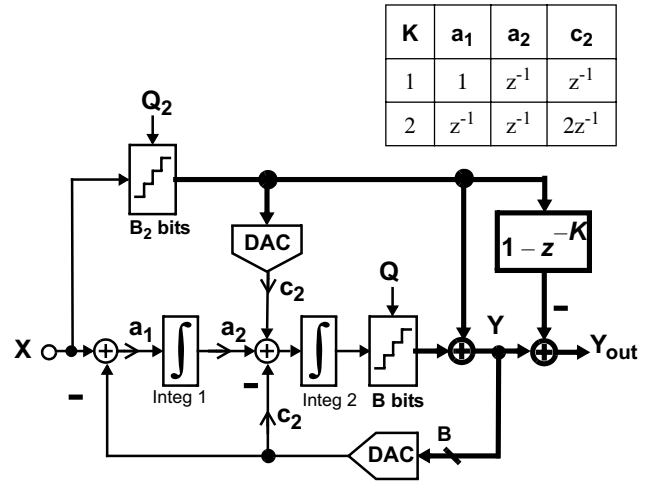 K a₁ a₂ c₂
1 1 z⁻¹ z⁻¹
2 z⁻¹ z⁻¹ 2z⁻¹
Q₂
B₂ bits
DAC
1 – z⁻ᴷ
c₂
Q
–
X
–
a₁
a₂
–
Y
Yout
Integ 1
Integ 2
B bits
c₂
B
DAC